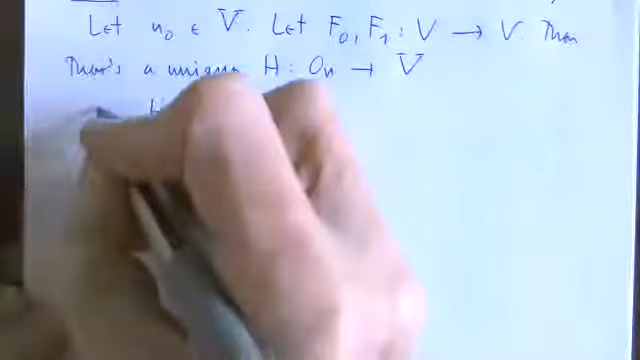 Let u₀ ∈ V. Let F₀, F₁ : V → V. Then
there's a unique H : On → V
H